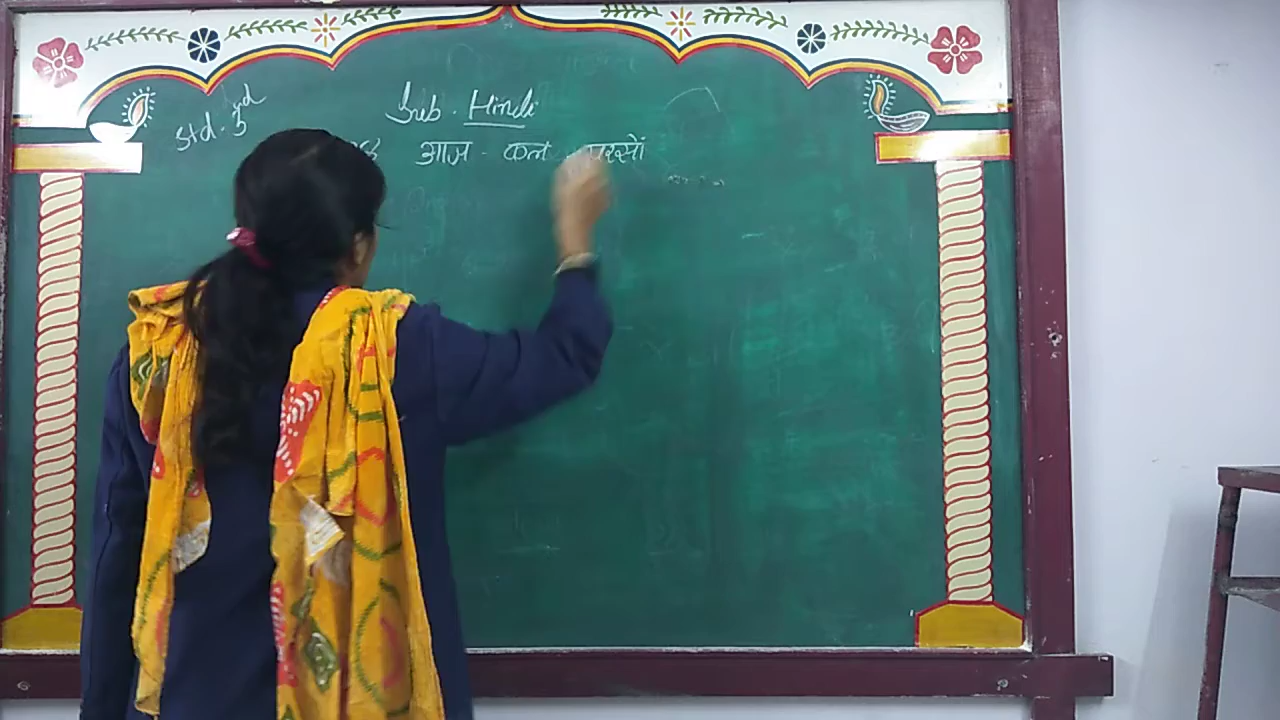 Std. 3rd
Sub. Hindi
आज - कल परसों